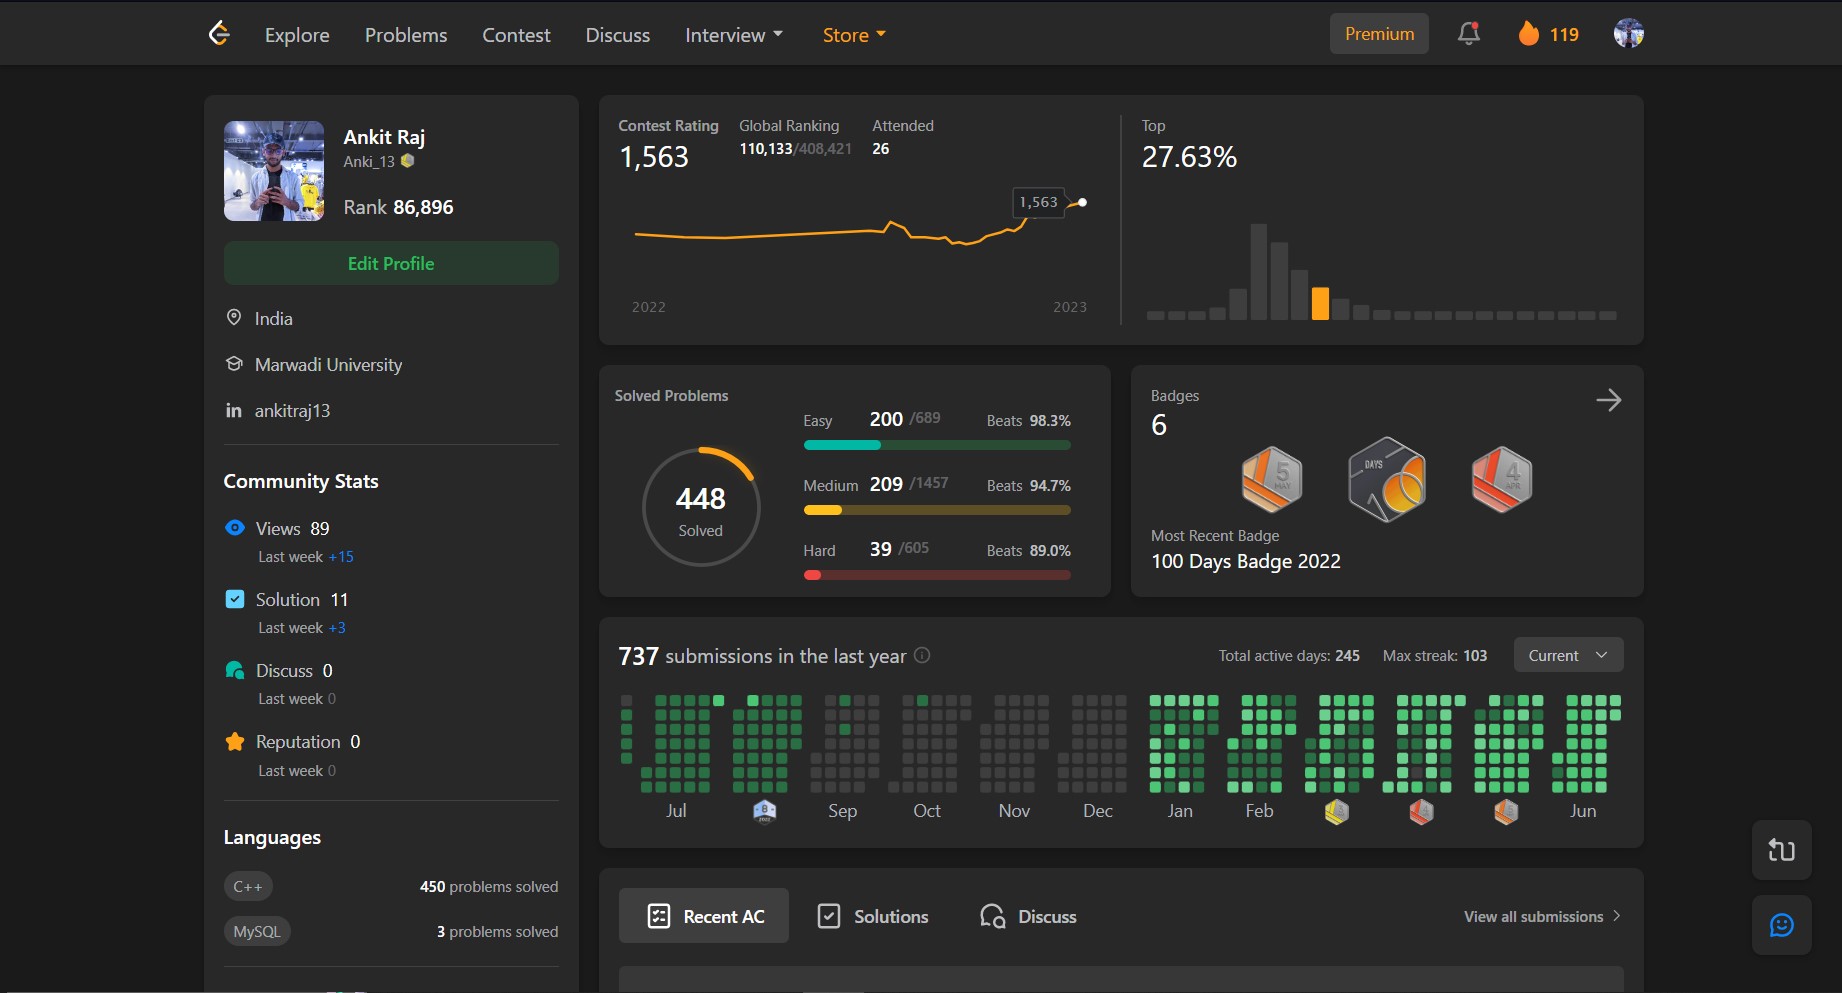 Explore Problems Contest Discuss Interview Store Premium 119
Ankit Raj
Anki_13
Rank 86,896
Edit Profile
India
Marwadi University
in ankitraj13
Community Stats
Views 89
Last week +15
Solution 11
Last week +3
Discuss 0
Last week 0
Reputation 0
Last week 0
Languages
C++ 450 problems solved
MySQL 3 problems solved
Contest Rating Global Ranking Attended
1,563 110,133/408,421 26
1,563
2022 2023
Top
27.63%
Solved Problems
448
Solved
Easy 200 /689 Beats 98.3%
Medium 209 /1457 Beats 94.7%
Hard 39 /605 Beats 89.0%
Badges
6
5
MAY
DAYS
4
APR
Most Recent Badge
100 Days Badge 2022
737 submissions in the last year Total active days: 245 Max streak: 103 Current
Jul Sep Oct Nov Dec Jan Feb Jun
Recent AC Solutions Discuss View all submissions